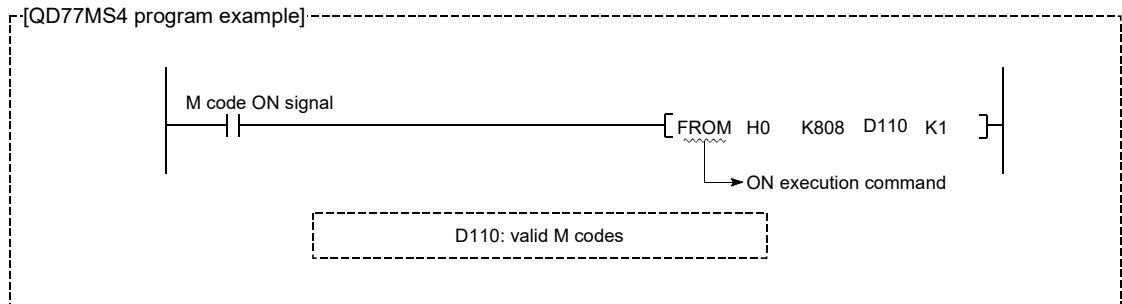 [QD77MS4 program example]
M code ON signal
FROM H0 K808 D110 K1
ON execution command
D110: valid M codes